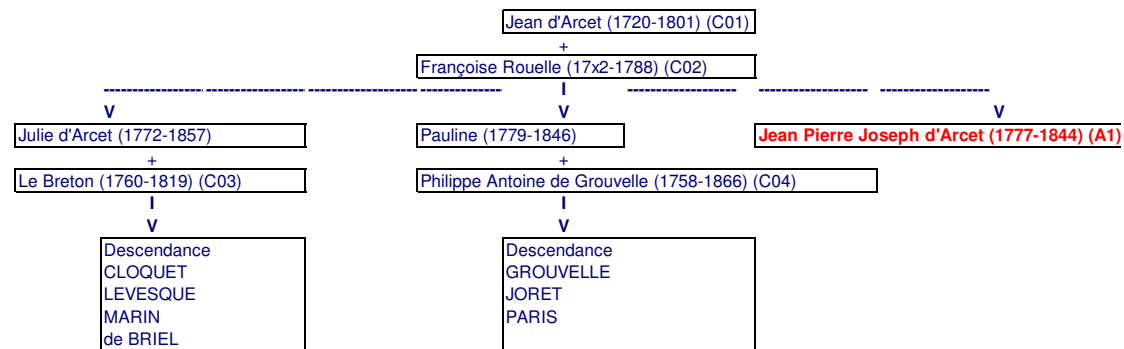 Jean d'Arcet (1720-1801) (C01)
+
Françoise Rouelle (17x2-1788) (C02)
I
V V V
Julie d'Arcet (1772-1857) Pauline (1779-1846) Jean Pierre Joseph d'Arcet (1777-1844) (A1)
+ +
Le Breton (1760-1819) (C03) Philippe Antoine de Grouvelle (1758-1866) (C04)
I I
V V
Descendance Descendance
CLOQUET GROUVELLE
LEVESQUE JORET
MARIN PARIS
de BRIEL